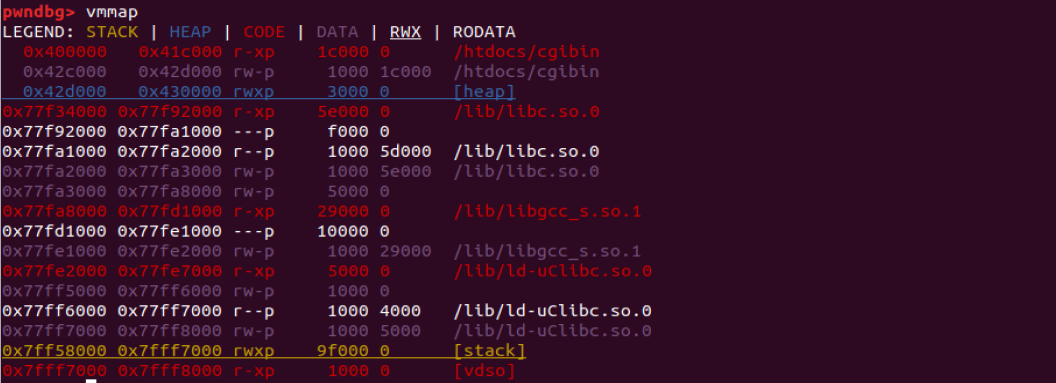 pwndbg> vmmap
LEGEND: STACK | HEAP | CODE | DATA | RWX | RODATA
0x400000 0x41c000 r-xp 1c000 0 /htdocs/cgibin
0x42c000 0x42d000 rw-p 1000 1c000 /htdocs/cgibin
0x42d000 0x430000 rwxp 3000 0 [heap]
0x77f34000 0x77f92000 r-xp 5e000 0 /lib/libc.so.0
0x77f92000 0x77fa1000 ---p f000 0
0x77fa1000 0x77fa2000 r--p 1000 5d000 /lib/libc.so.0
0x77fa2000 0x77fa3000 rw-p 1000 5e000 /lib/libc.so.0
0x77fa3000 0x77fa8000 rw-p 5000 0
0x77fa8000 0x77fd1000 r-xp 29000 0 /lib/libgcc_s.so.1
0x77fd1000 0x77fe1000 ---p 10000 0
0x77fe1000 0x77fe2000 rw-p 1000 29000 /lib/libgcc_s.so.1
0x77fe2000 0x77fe7000 r-xp 5000 0 /lib/ld-uClibc.so.0
0x77ff5000 0x77ff6000 rw-p 1000 0
0x77ff6000 0x77ff7000 r--p 1000 4000 /lib/ld-uClibc.so.0
0x77ff7000 0x77ff8000 rw-p 1000 5000 /lib/ld-uClibc.so.0
0x7ff58000 0x7fff7000 rwxp 9f000 0 [stack]
0x7fff7000 0x7fff8000 r-xp 1000 0 [vdso]